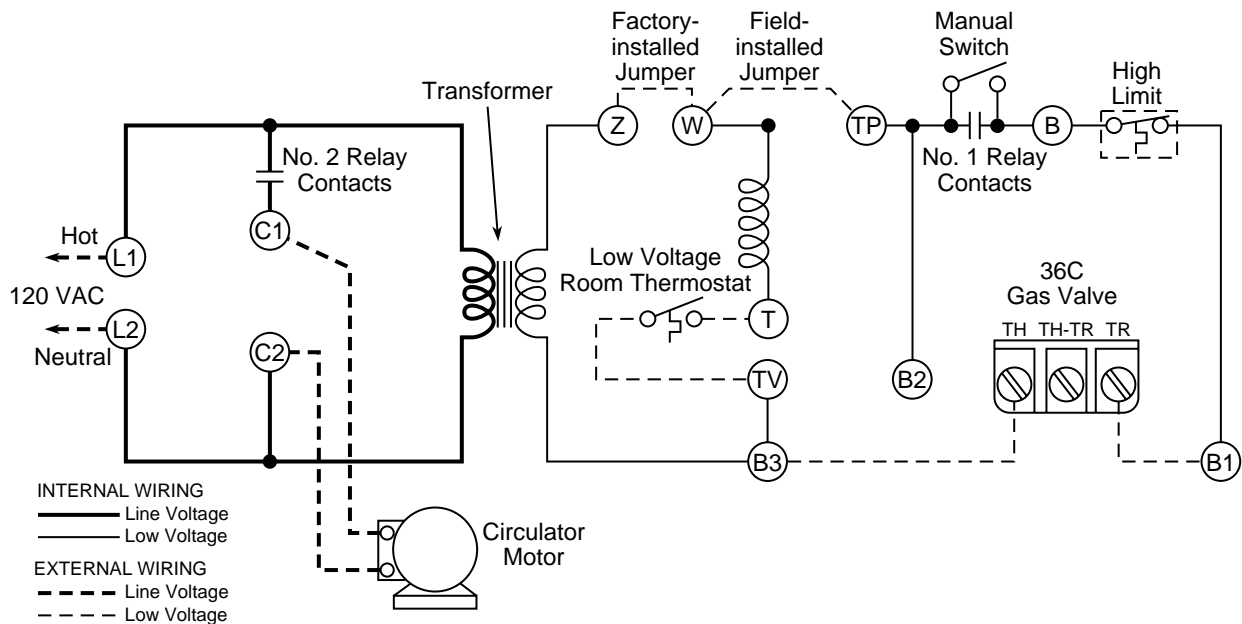 Factory-
installed
Jumper
Field-
installed
Jumper
Manual
Switch
High
Limit
Transformer
Z
W
TP
B
No. 2 Relay
Contacts
No. 1 Relay
Contacts
C1
Hot
L1
Low Voltage
Room Thermostat
36C
Gas Valve
120 VAC
T
TH TH-TR TR
L2
Neutral
C2
TV
B2
B3
B1
INTERNAL WIRING
Line Voltage
Low Voltage
Circulator
Motor
EXTERNAL WIRING
Line Voltage
Low Voltage